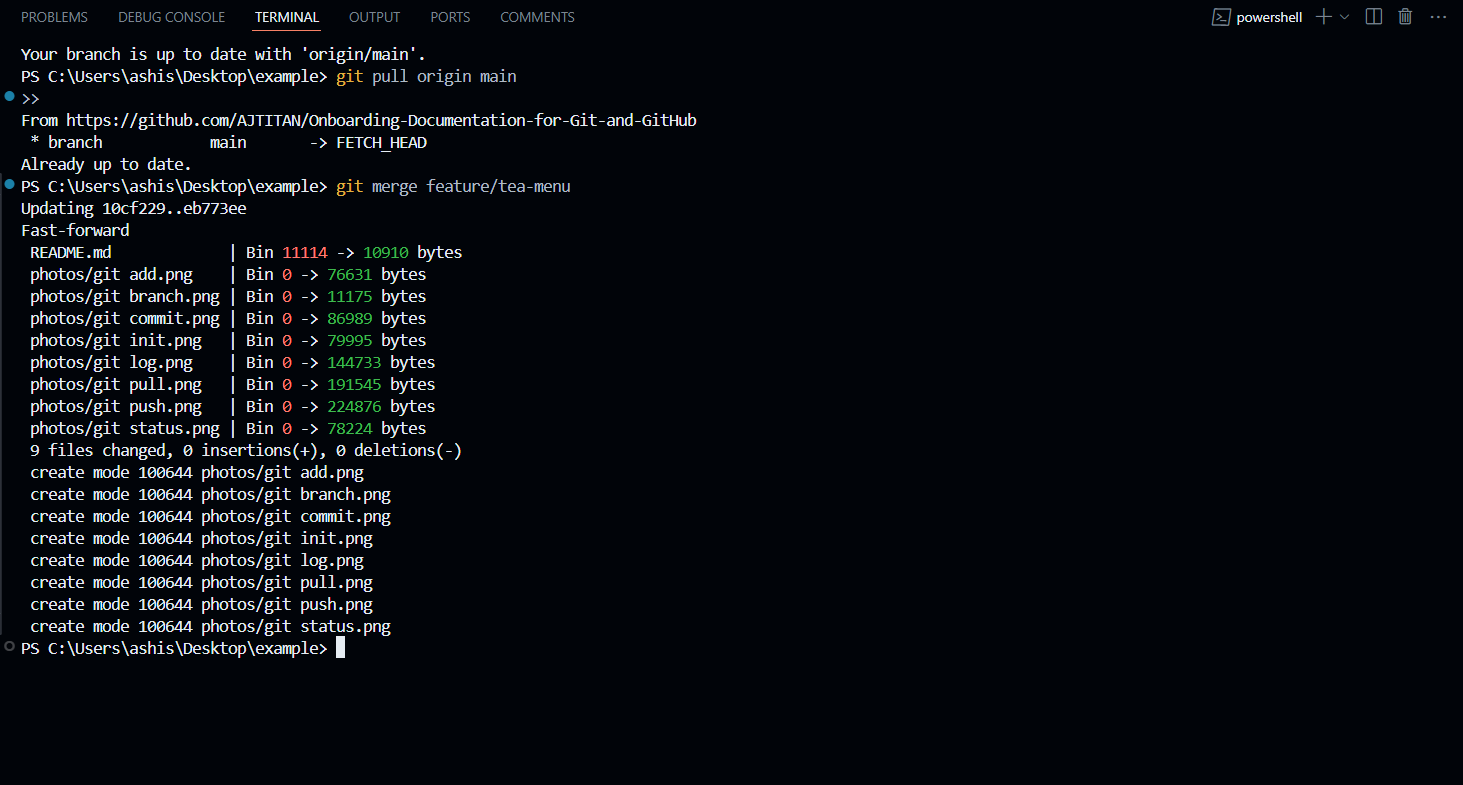 PROBLEMS DEBUG CONSOLE TERMINAL OUTPUT PORTS COMMENTS powershell
Your branch is up to date with 'origin/main'.
PS C:\Users\ashis\Desktop\example> git pull origin main
>>
From https://github.com/AJTITAN/Onboarding-Documentation-for-Git-and-GitHub
 * branch            main       -> FETCH_HEAD
Already up to date.
PS C:\Users\ashis\Desktop\example> git merge feature/tea-menu
Updating 10cf229..eb773ee
Fast-forward
 README.md             | Bin 11114 -> 10910 bytes
 photos/git add.png    | Bin 0 -> 76631 bytes
 photos/git branch.png | Bin 0 -> 11175 bytes
 photos/git commit.png | Bin 0 -> 86989 bytes
 photos/git init.png   | Bin 0 -> 79995 bytes
 photos/git log.png    | Bin 0 -> 144733 bytes
 photos/git pull.png   | Bin 0 -> 191545 bytes
 photos/git push.png   | Bin 0 -> 224876 bytes
 photos/git status.png | Bin 0 -> 78224 bytes
 9 files changed, 0 insertions(+), 0 deletions(-)
 create mode 100644 photos/git add.png
 create mode 100644 photos/git branch.png
 create mode 100644 photos/git commit.png
 create mode 100644 photos/git init.png
 create mode 100644 photos/git log.png
 create mode 100644 photos/git pull.png
 create mode 100644 photos/git push.png
 create mode 100644 photos/git status.png
PS C:\Users\ashis\Desktop\example>